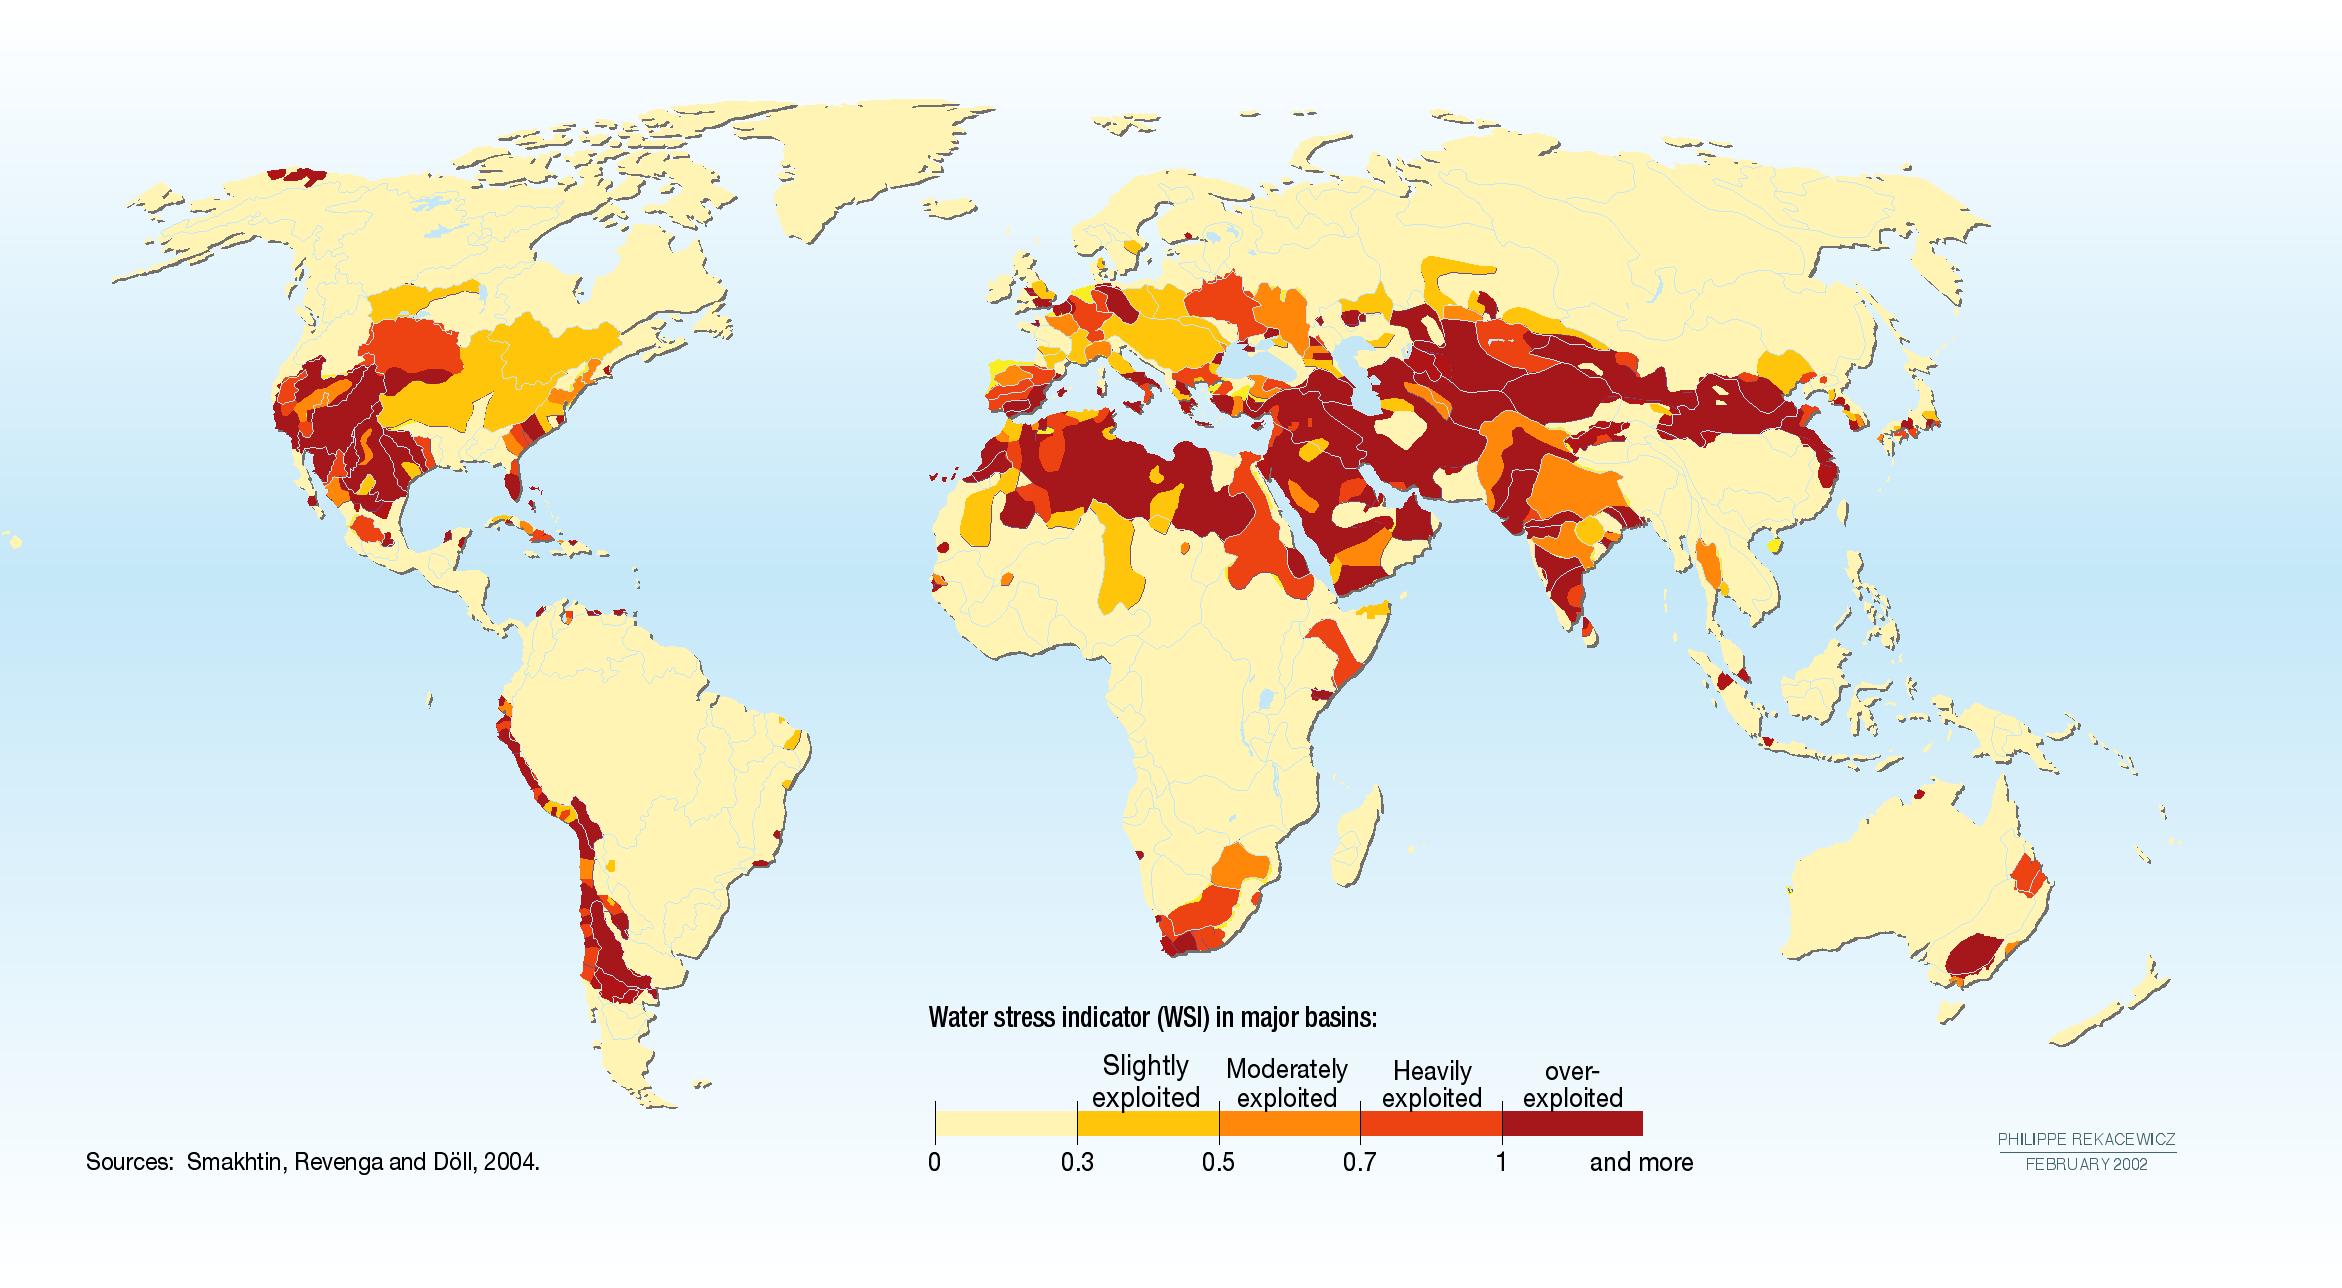 Water stress indicator (WSI) in major basins:
Slightly exploited
Moderately exploited
Heavily exploited
over-exploited
0 0.3 0.5 0.7 1 and more
Sources: Smakhtin, Revenga and Döll, 2004.
PHILIPPE REKACEWICZ
FEBRUARY 2002